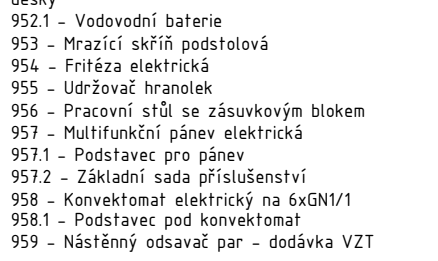 desky
952.1 - Vodovodní baterie
953 - Mrazící skříň podstolová
954 - Fritéza elektrická
955 - Udržovač hranolek
956 - Pracovní stůl se zásuvkovým blokem
957 - Multifunkční pánev elektrická
957.1 - Podstavec pro pánev
957.2 - Základní sada příslušenství
958 - Konvektomat elektrický na 6xGN1/1
958.1 - Podstavec pod konvektomat
959 - Nástěnný odsavač par - dodávka VZT